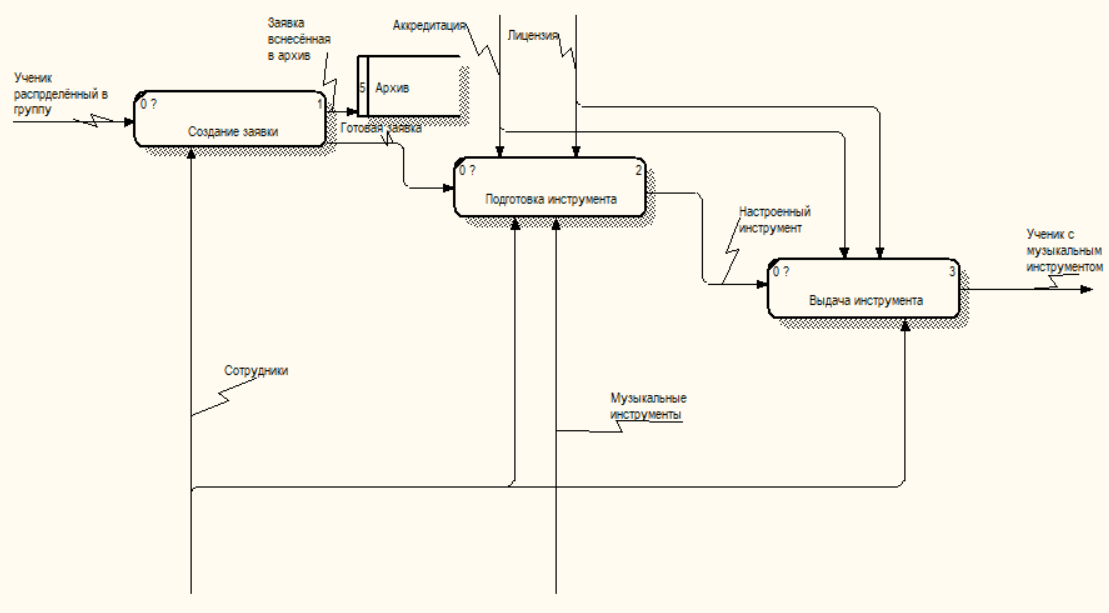 Заявка
вснесённая
в архив
Аккредитация
Лицензия
Ученик
распрделённый в
группу
0 ?
1
Создание заявки
5
Архив
Готовая заявка
0 ?
2
Подготовка инструмента
Настроенный
инструмент
0 ?
3
Выдача инструмента
Ученик с
музыкальным
инструментом
Сотрудники
Музыкальные
инструменты